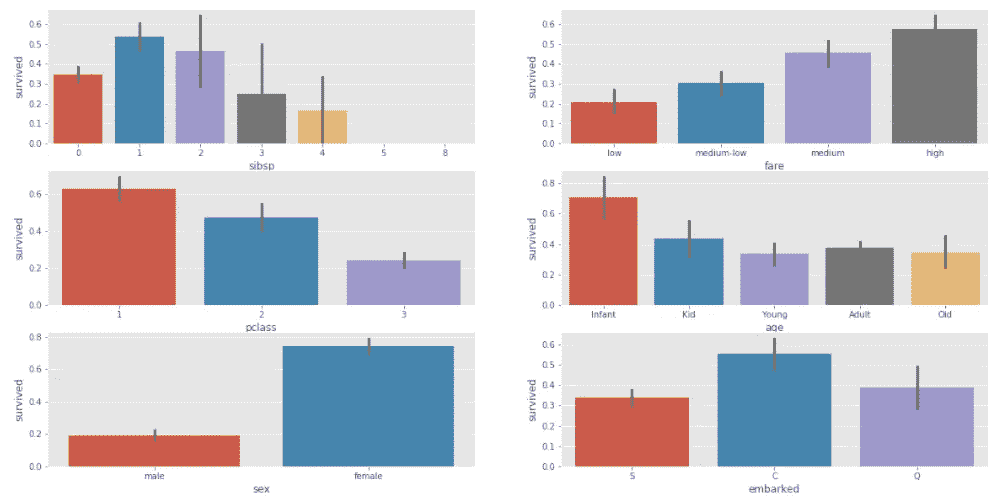 survived
0.6
0.5
0.4
0.3
0.2
0.1
0.0
0 1 2 3 4 5 8
sibsp
survived
0.6
0.5
0.4
0.3
0.2
0.1
0.0
low medium-low medium high
fare
survived
0.6
0.4
0.2
0.0
1 2 3
pclass
survived
0.8
0.6
0.4
0.2
0.0
Infant Kid Young Adult Old
age
survived
0.8
0.6
0.4
0.2
0.0
male female
sex
survived
0.6
0.5
0.4
0.3
0.2
0.1
0.0
S C Q
embarked